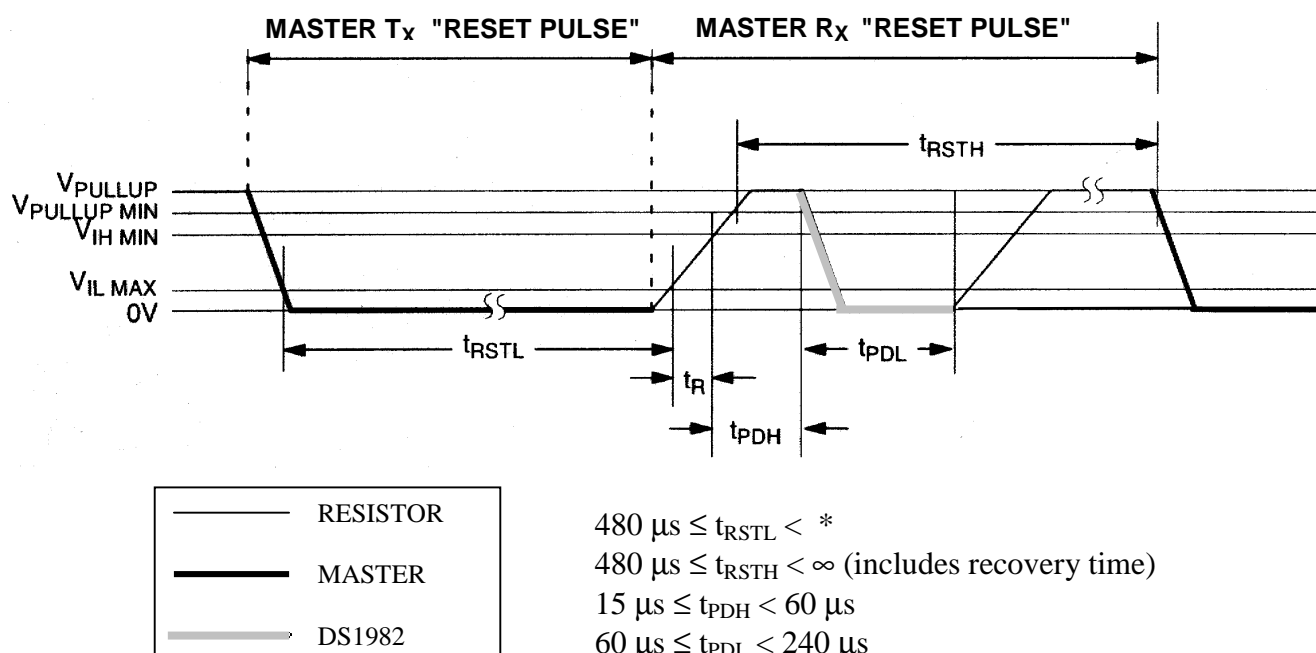 MASTER TX "RESET PULSE" MASTER RX "RESET PULSE"
tRSTH
VPULLUP
VPULLUP MIN
VIH MIN
VIL MAX
0V
tRSTL
tPDL
tR
tPDH
RESISTOR
MASTER
DS1982
480 μs ≤ tRSTL < *
480 μs ≤ tRSTH < ∞ (includes recovery time)
15 μs ≤ tPDH < 60 μs
60 μs ≤ tPDL < 240 μs